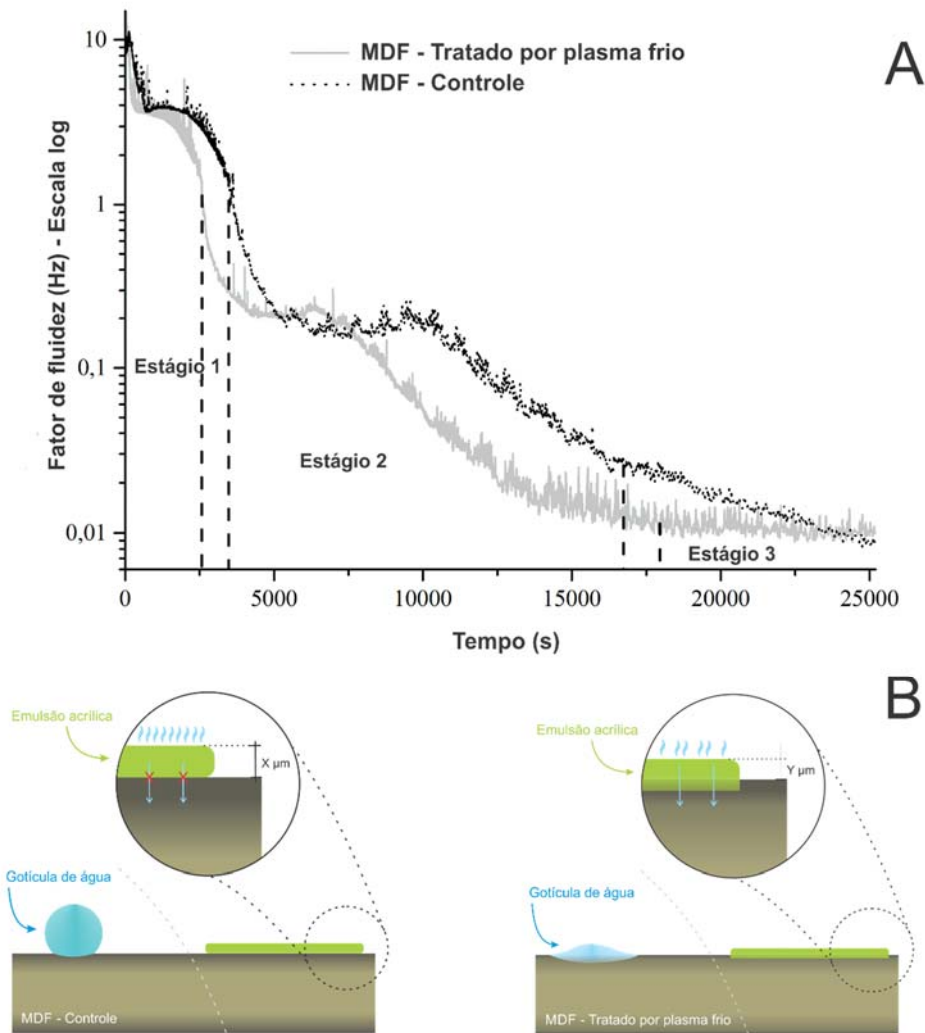 A
MDF - Tratado por plasma frio
MDF - Controle
Fator de fluidez (Hz) - Escala log
10
1
0,1
0,01
Estágio 1
Estágio 2
Estágio 3
0
5000
10000
15000
20000
25000
Tempo (s)
B
Emulsão acrílica
X µm
Gotícula de água
MDF - Controle
Emulsão acrílica
Y µm
Gotícula de água
MDF - Tratado por plasma frio